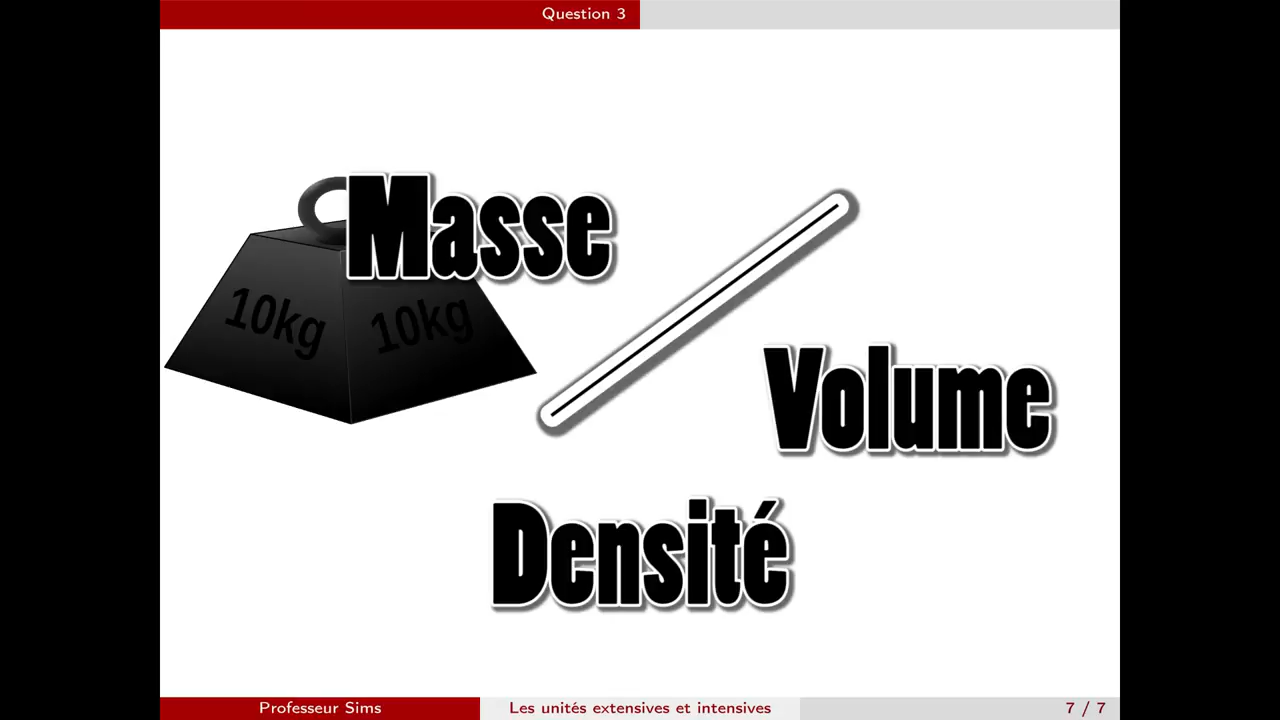 Question 3
Masse
10kg 10kg
Volume
Densité
Professeur Sims Les unités extensives et intensives 7 / 7